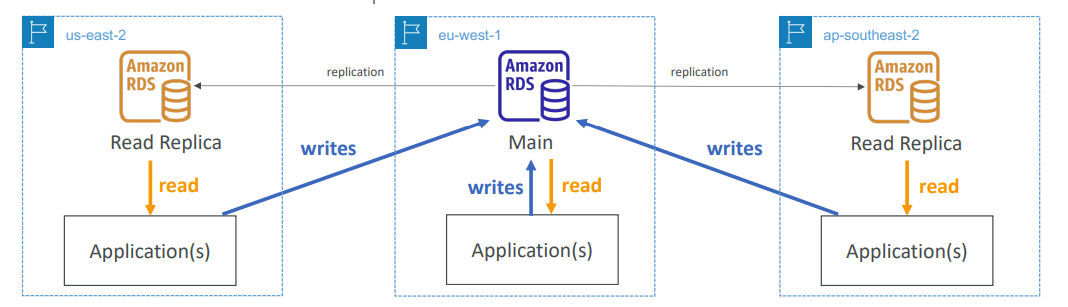 us-east-2
eu-west-1
ap-southeast-2
Amazon
RDS
replication
Amazon
RDS
replication
Amazon
RDS
Read Replica
writes
Main
writes
Read Replica
read
writes
read
read
Application(s)
Application(s)
Application(s)